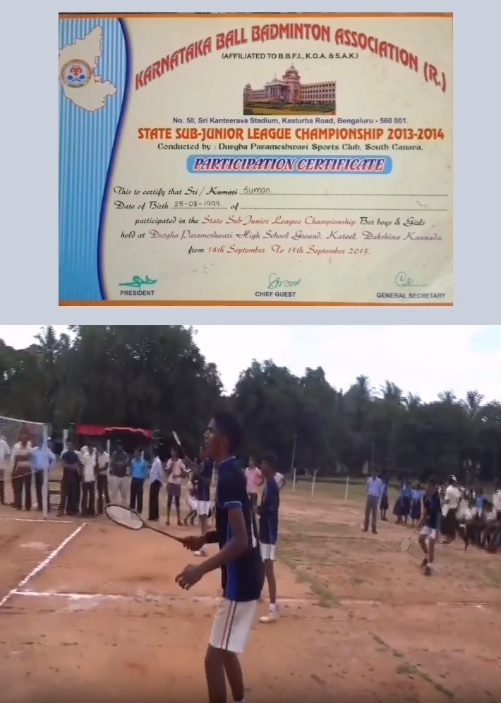 KARNATAKA BALL BADMINTON ASSOCIATION (R.)
(AFFILIATED TO B.B.F.I., K.O.A. & S.A.K.)
No. 50, Sri Kanteerava Stadium, Kasturba Road, Bengaluru - 560 001.
STATE SUB-JUNIOR LEAGUE CHAMPIONSHIP 2013-2014
Conducted by : Durgha Parameshwari Sports Club, South Canara.
PARTICIPATION CERTIFICATE
This to certify that Sri / Kumari Suman
Date of Birth 25-08-1999 of
participated in the State Sub-Junior League Championship Bor boys & Girls
held at Durgha Parameshwari High School Ground, Kateel, Dakshina Kannada.
from 14th September To 15th September 2013.
PRESIDENT
CHIEF GUEST
GENERAL SECRETARY